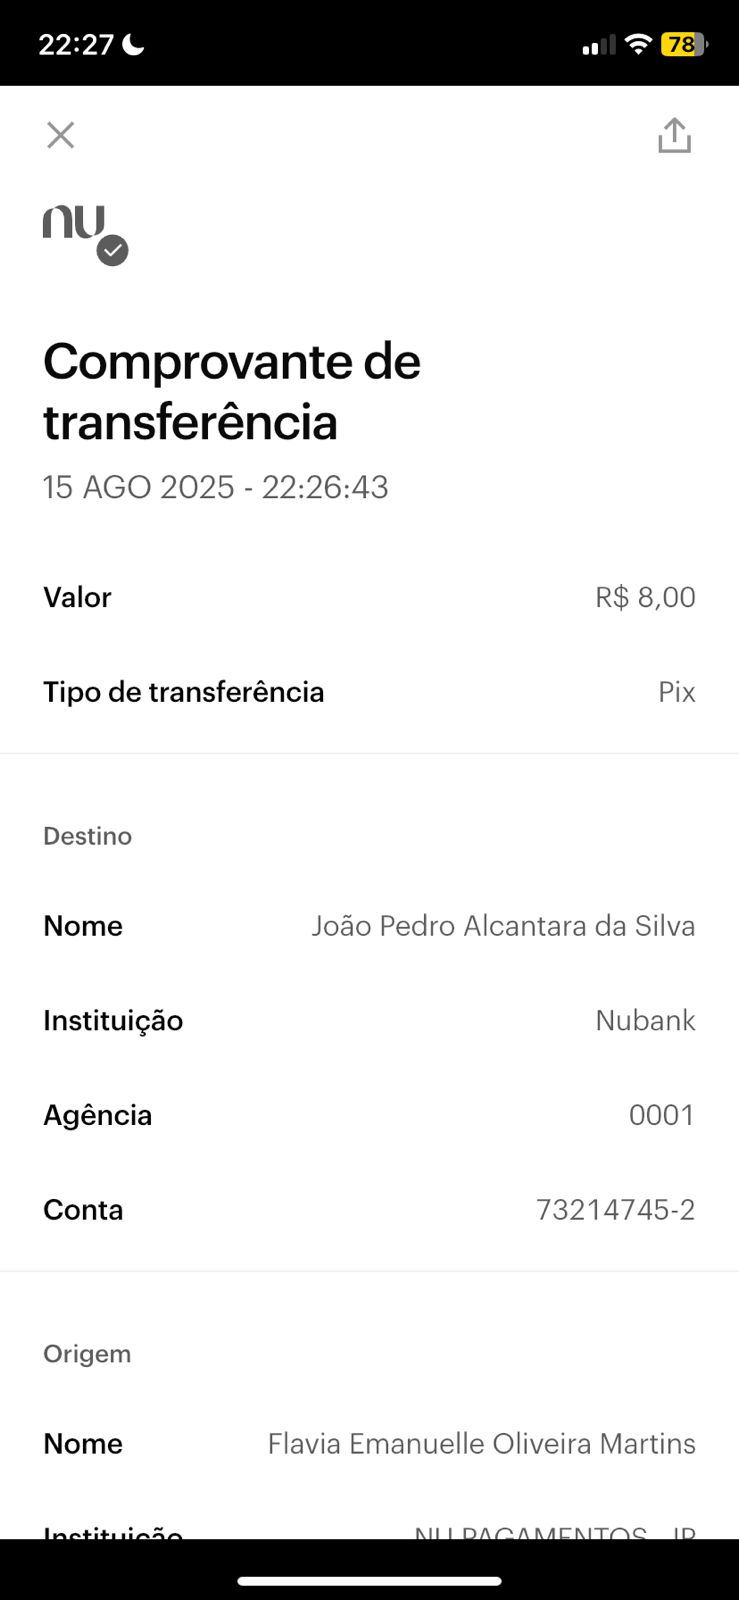 22:27
78
nu
Comprovante de
transferência
15 AGO 2025 - 22:26:43
Valor R$ 8,00
Tipo de transferência Pix
Destino
Nome João Pedro Alcantara da Silva
Instituição Nubank
Agência 0001
Conta 73214745-2
Origem
Nome Flavia Emanuelle Oliveira Martins
Instituição NU PAGAMENTOS - IP